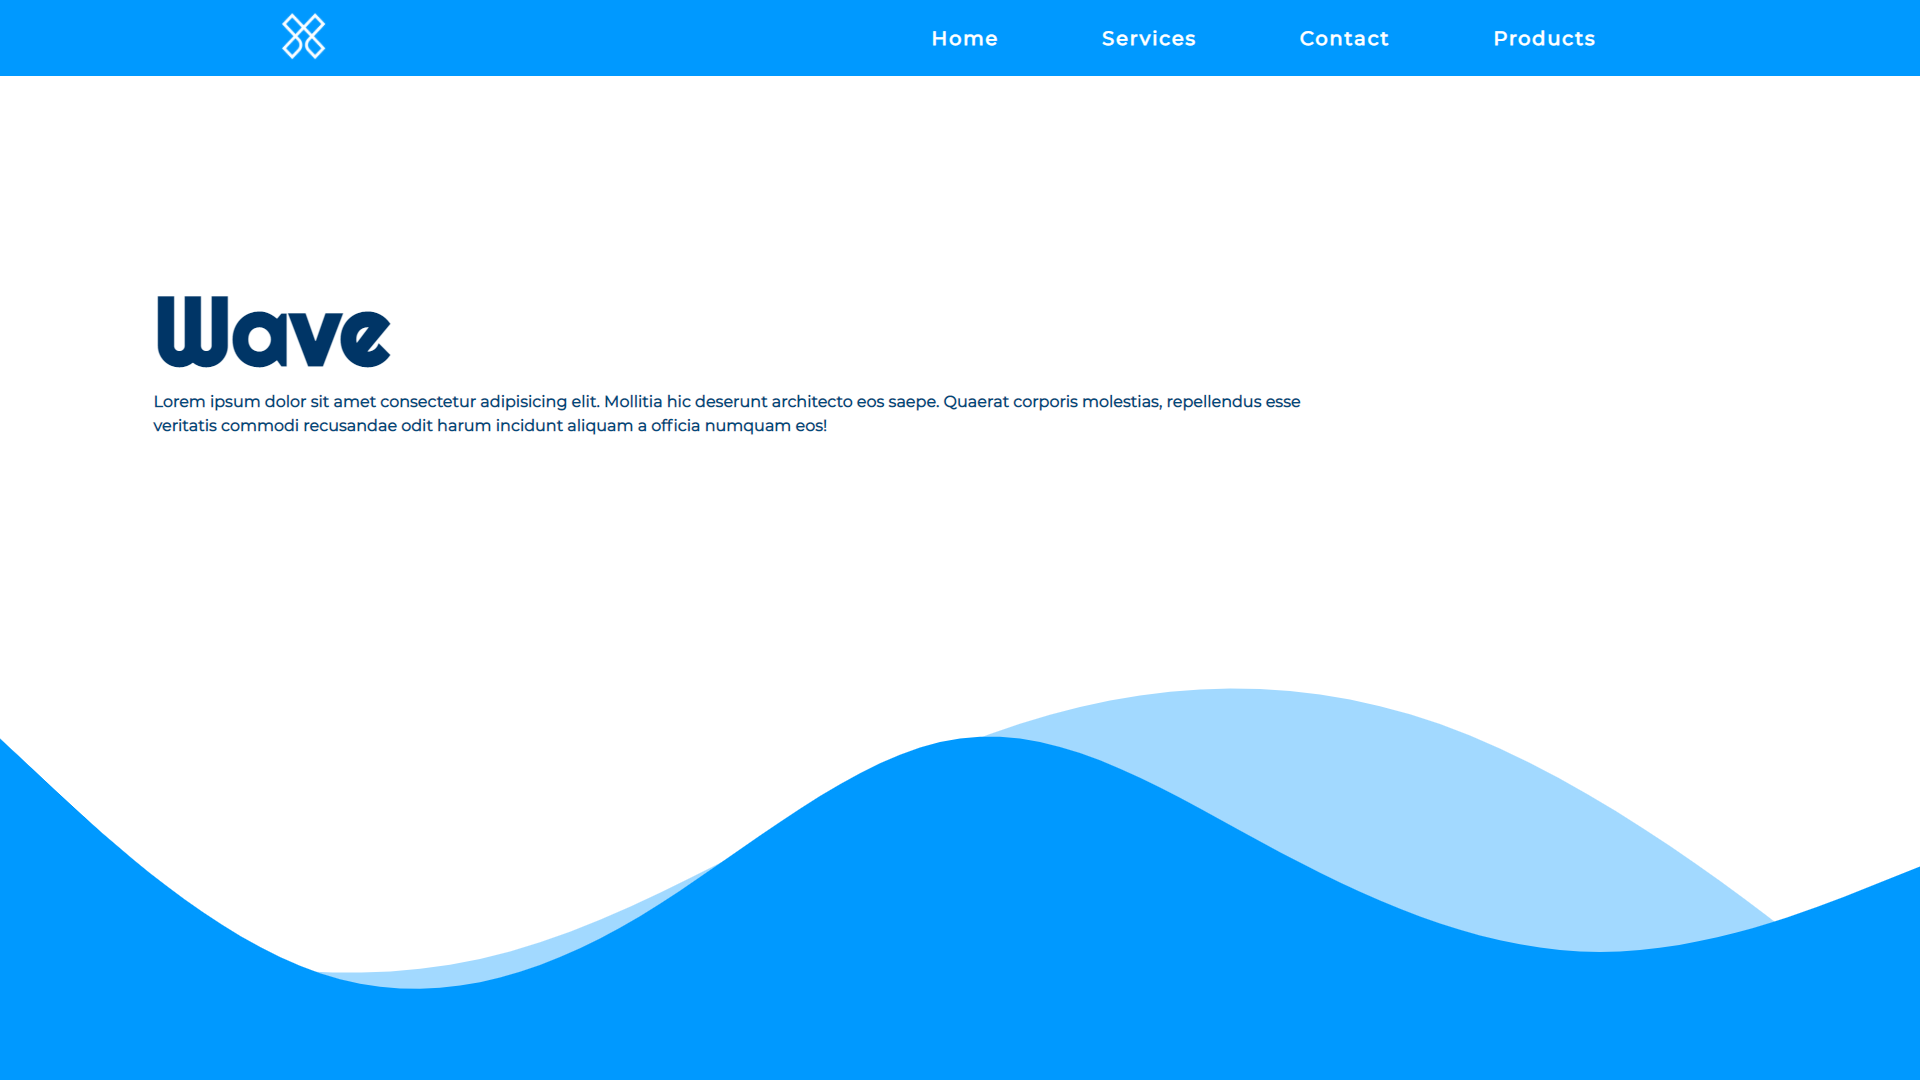 Home Services Contact Products
Wave
Lorem ipsum dolor sit amet consectetur adipisicing elit. Mollitia hic deserunt architecto eos saepe. Quaerat corporis molestias, repellendus esse
veritatis commodi recusandae odit harum incidunt aliquam a officia numquam eos!